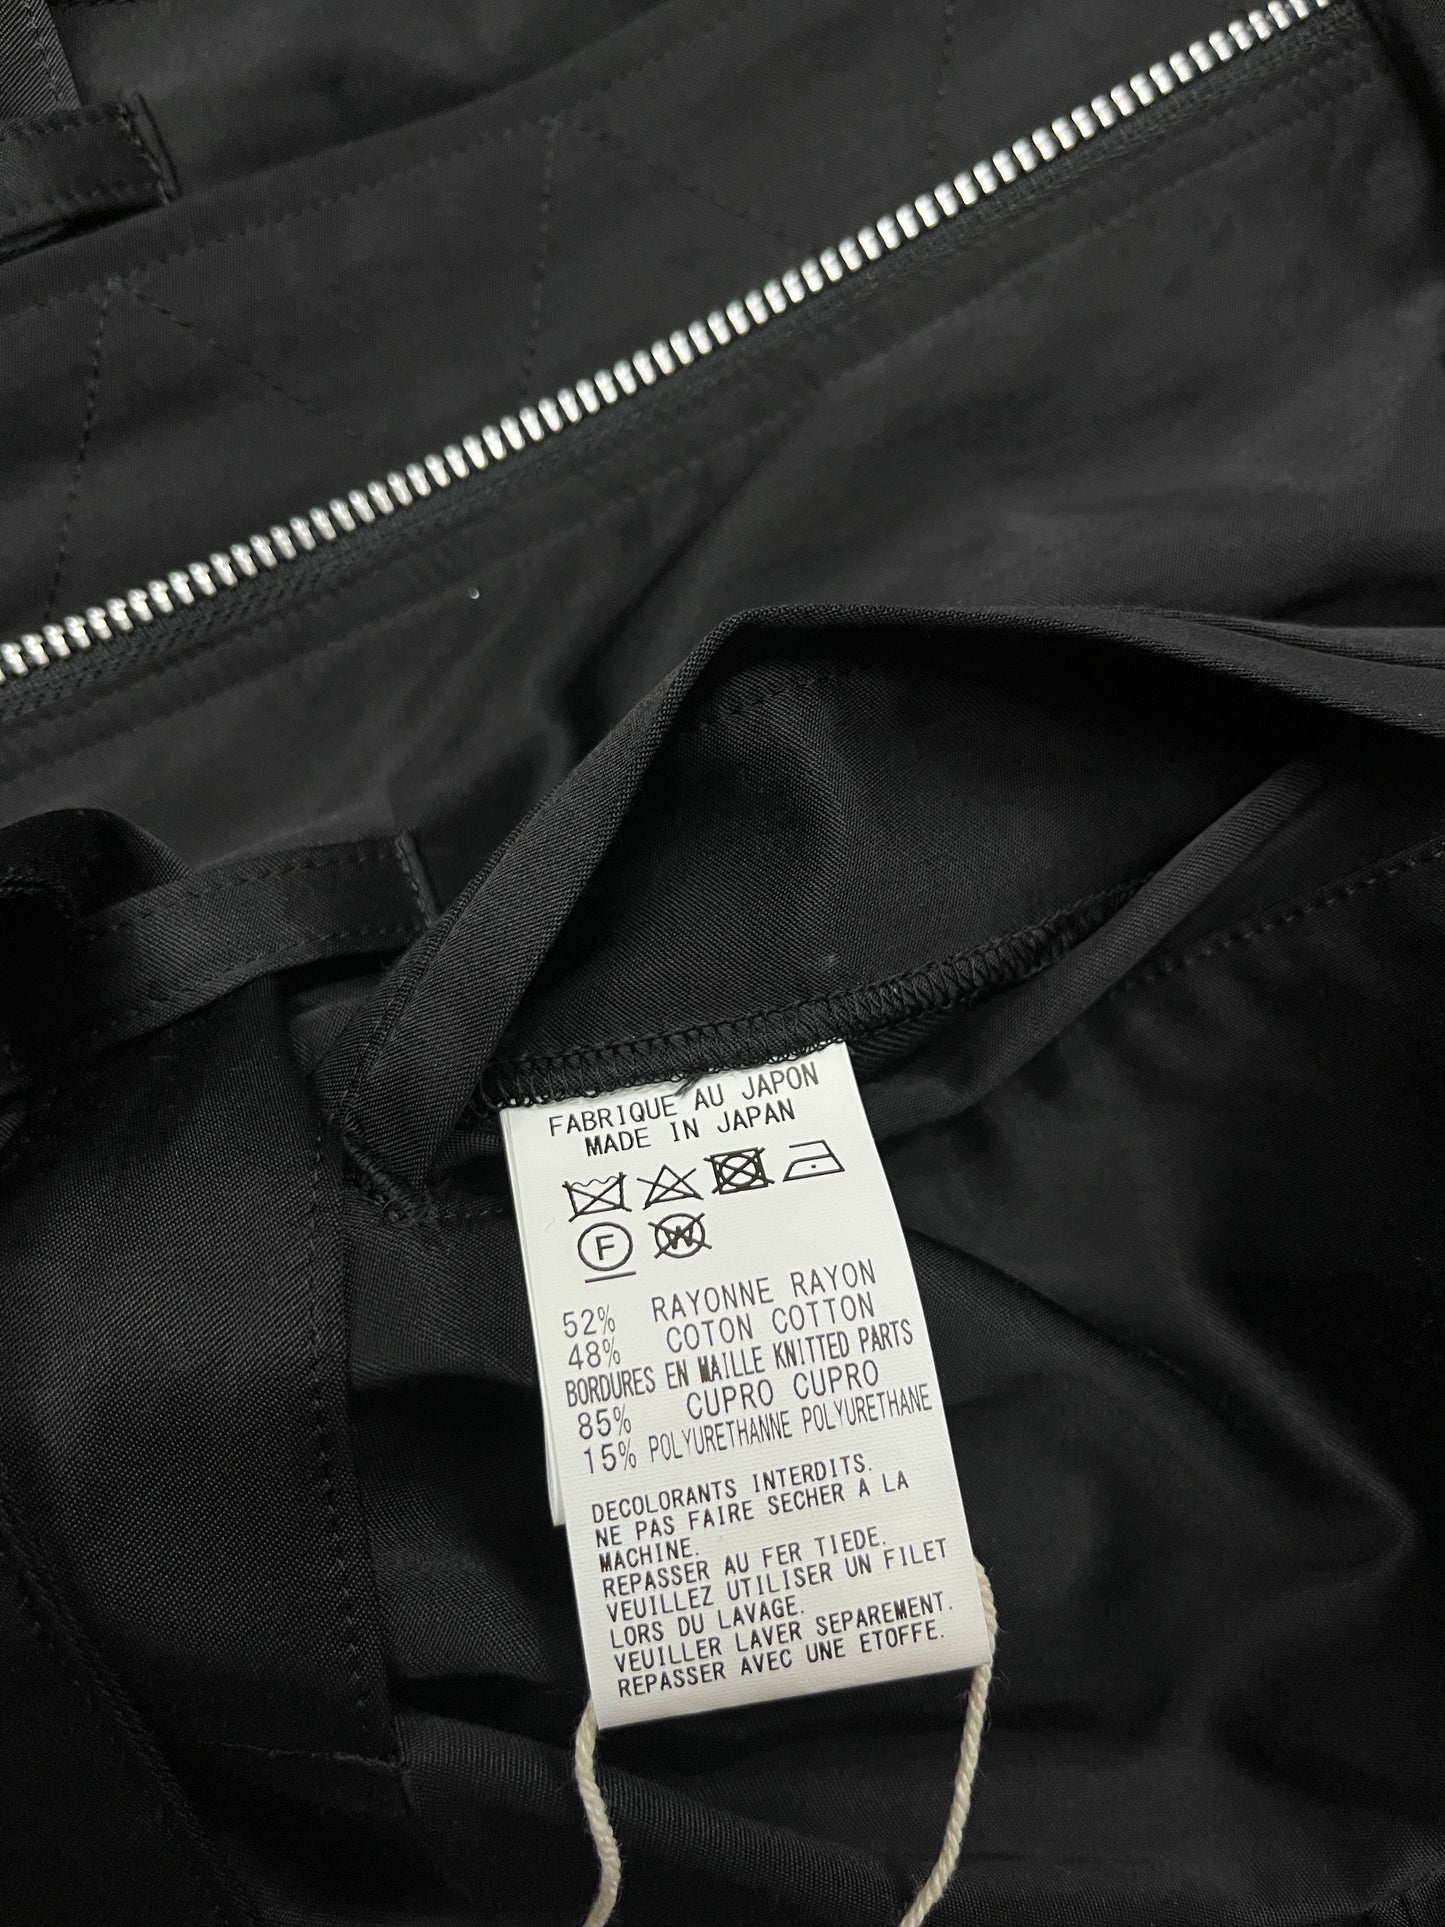 FABRIQUE AU JAPON
MADE IN JAPAN
F W
52% RAYONNE RAYON
48% COTON COTTON
BORDURES EN MAILLE KNITTED PARTS
85% CUPRO CUPRO
15% POLYURETHANNE POLYURETHANE
DECOLORANTS INTERDITS.
NE PAS FAIRE SECHER A LA
MACHINE.
REPASSER AU FER TIEDE.
VEUILLEZ UTILISER UN FILET
LORS DU LAVAGE.
VEUILLER LAVER SEPAREMENT.
REPASSER AVEC UNE ETOFFE.